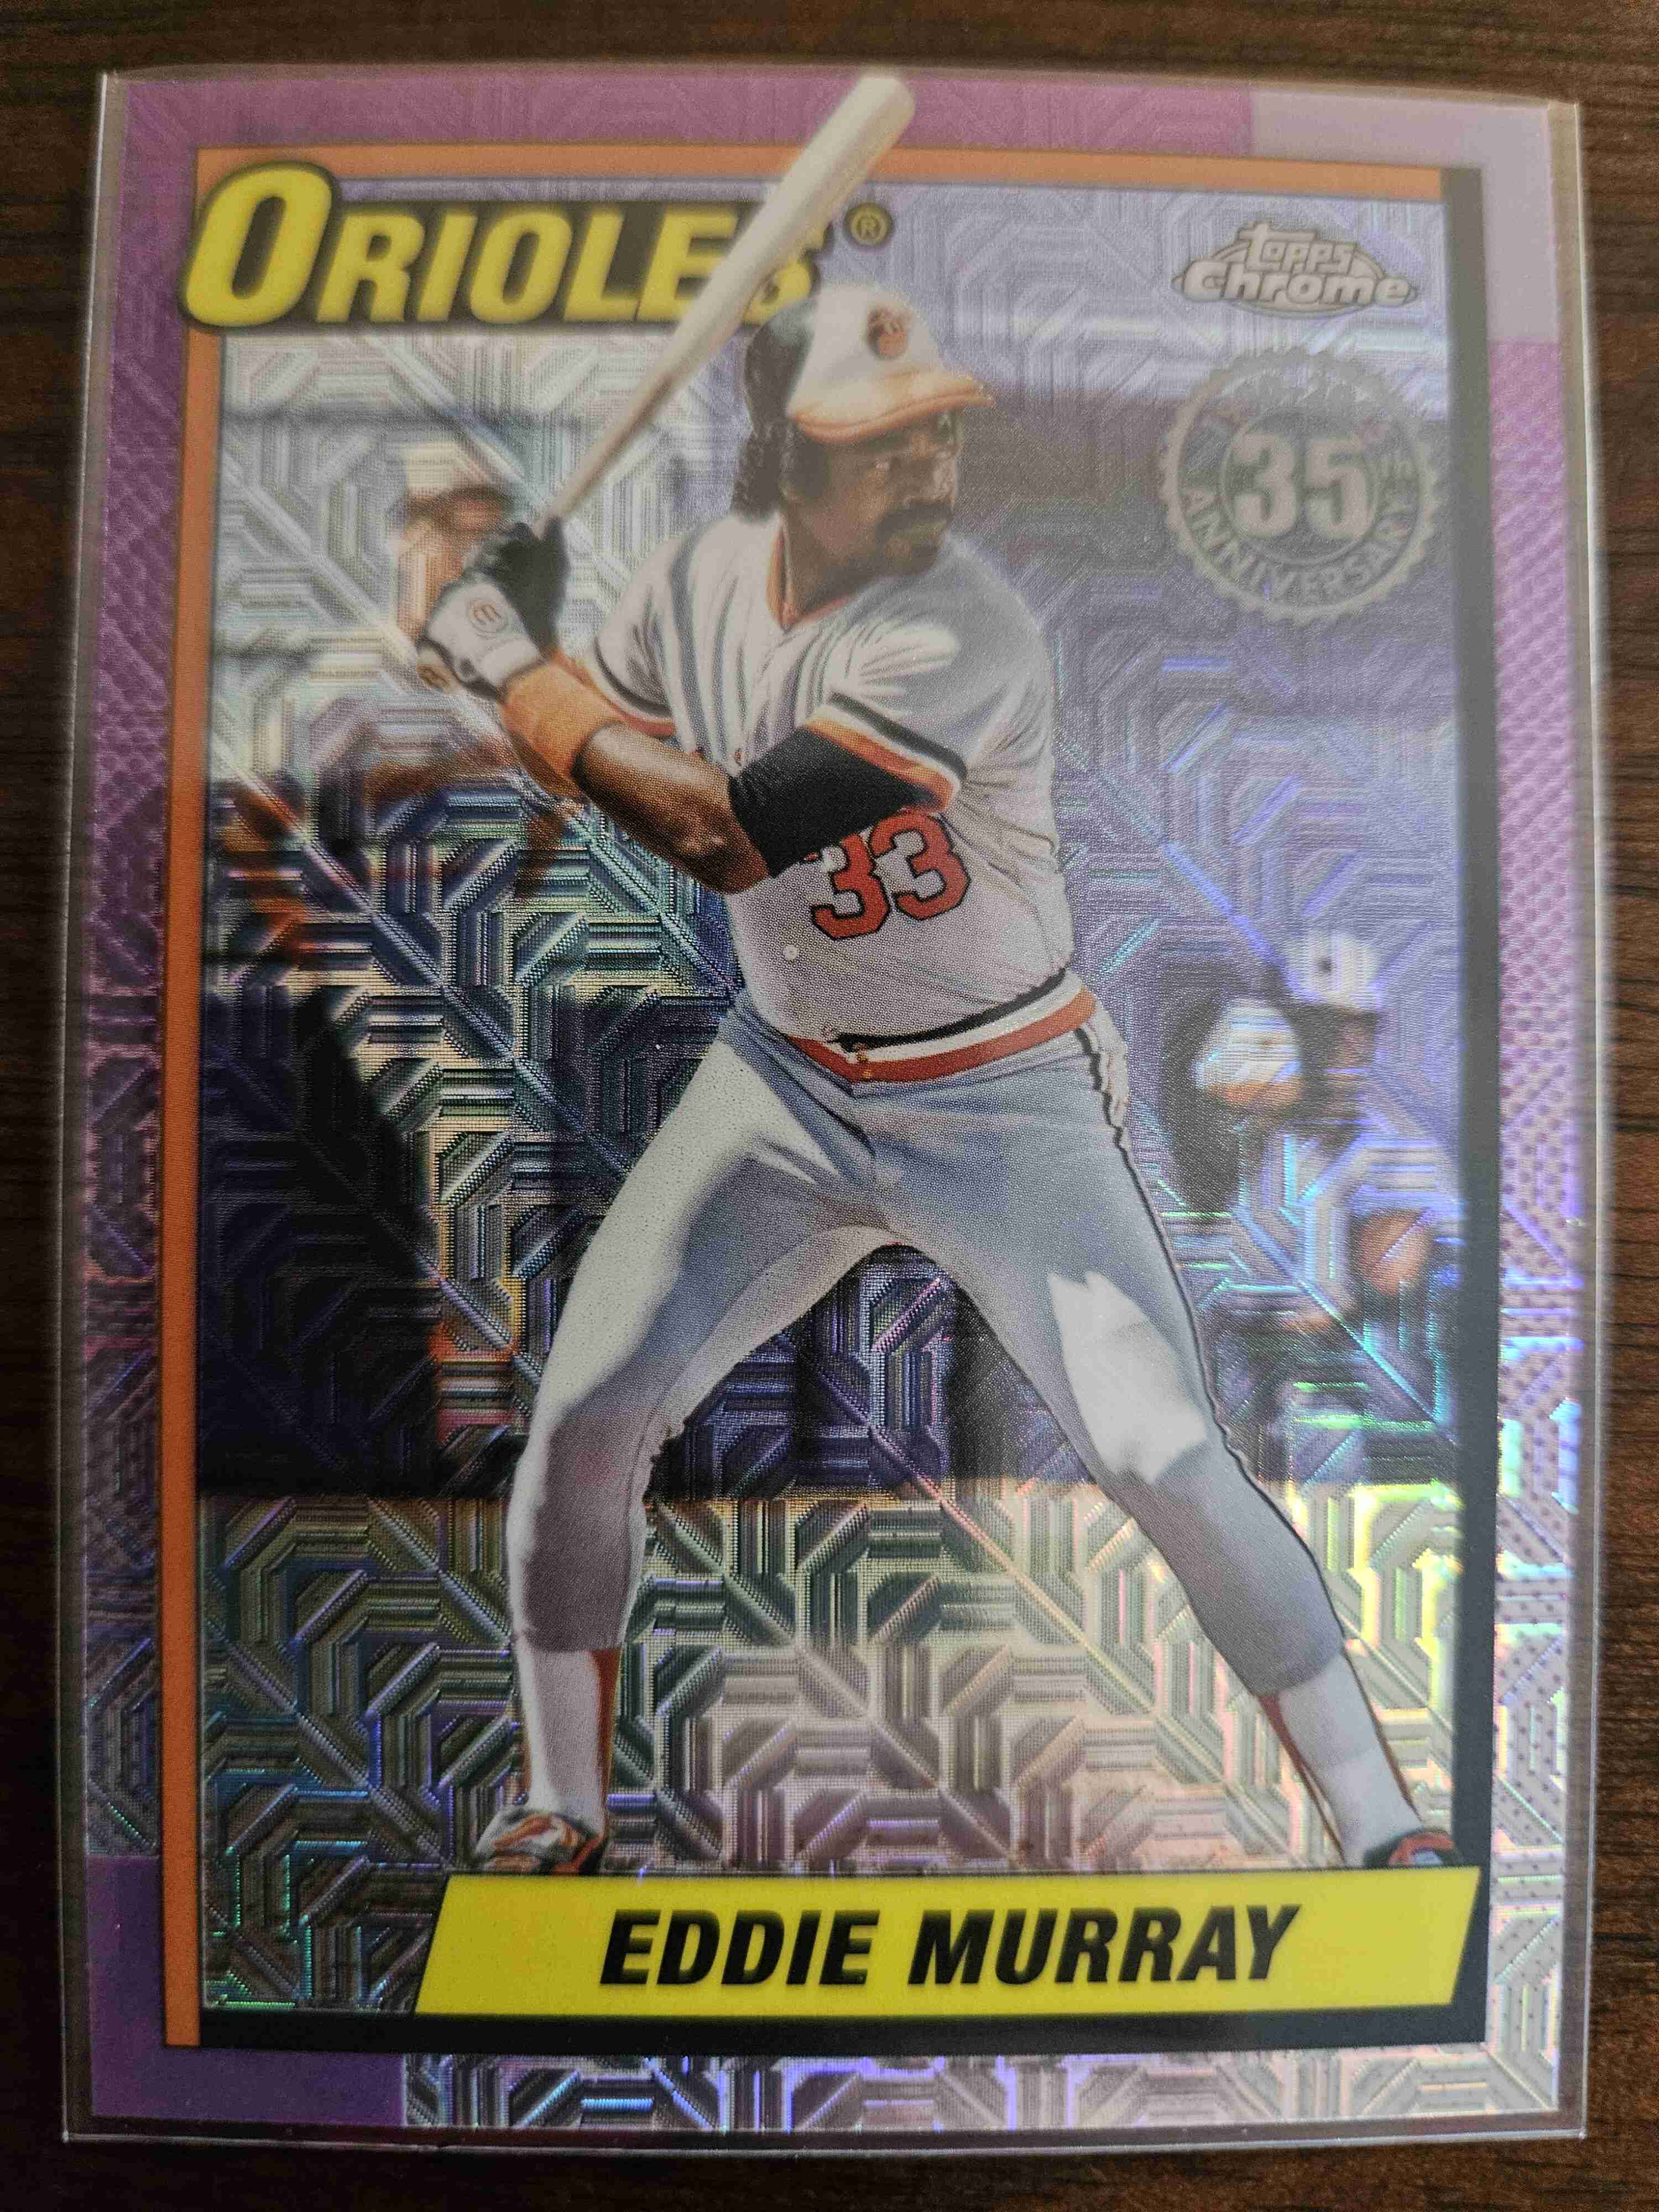 ORIOLES®
Topps
Chrome
35
ANNIVERSARY
33
EDDIE MURRAY